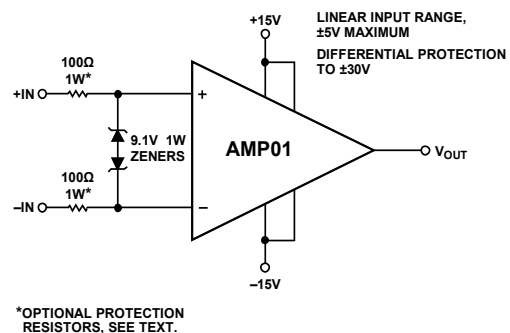 +15V
LINEAR INPUT RANGE,
±5V MAXIMUM
DIFFERENTIAL PROTECTION
TO ±30V
100Ω
1W*
+IN
+
9.1V 1W
ZENERS
AMP01
VOUT
100Ω
1W*
–IN
–
–15V
*OPTIONAL PROTECTION
RESISTORS, SEE TEXT.